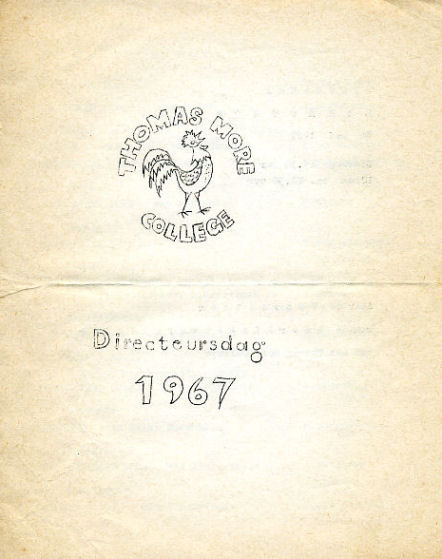 THOMAS MORE
COLLEGE
Directeursdag
1967